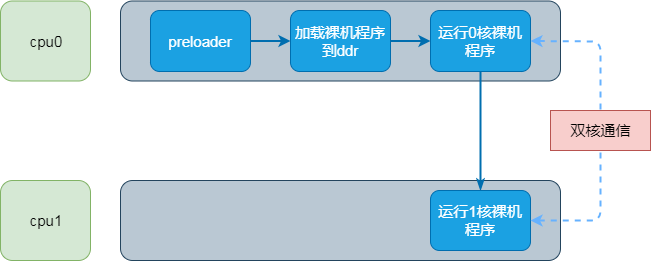 cpu0
preloader
加载裸机程序
到ddr
运行0核裸机
程序
双核通信
cpu1
运行1核裸机
程序